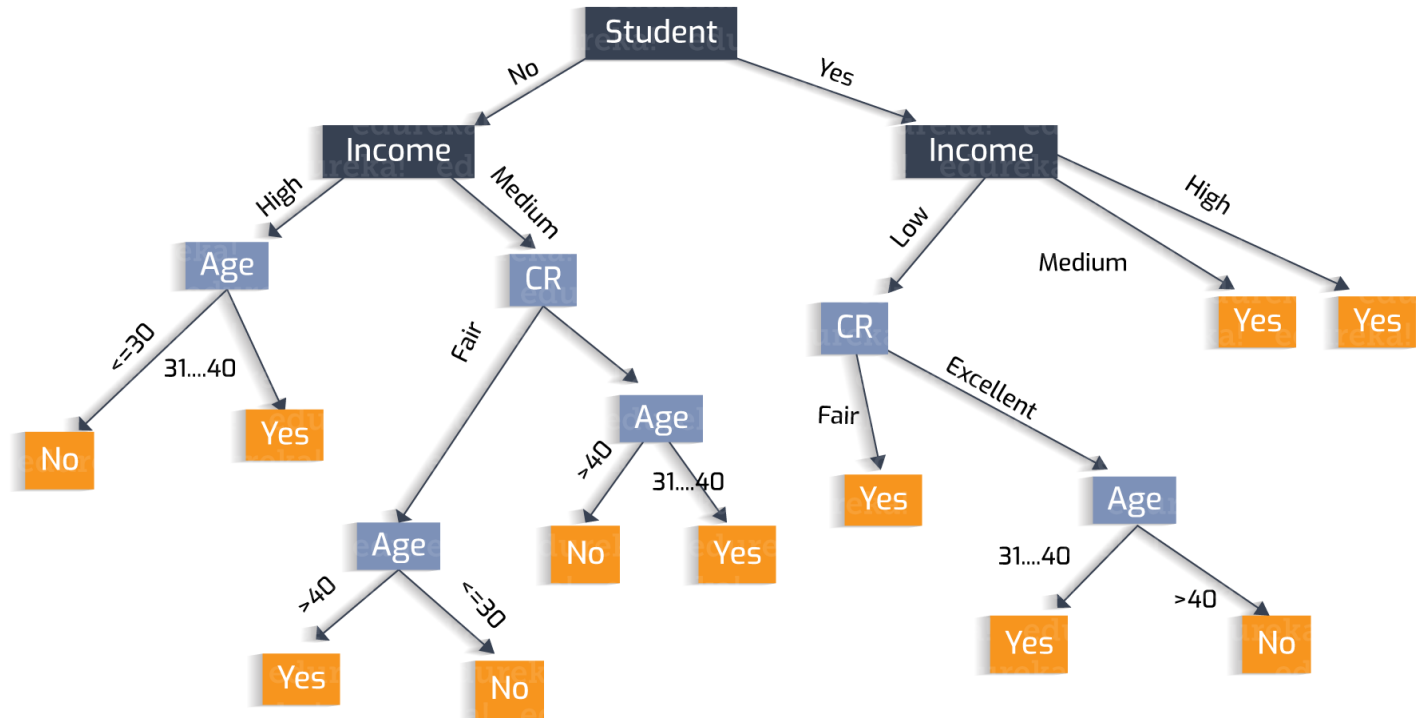 Student
No
Yes
Income
Income
High
Medium
Low
Medium
High
Age
CR
CR
Yes
Yes
<=30
31....40
Fair
Fair
Excellent
No
Yes
Age
>40
31....40
Yes
Age
Age
No
Yes
31....40
>40
>40
<=30
Yes
No
Yes
No
edureka!